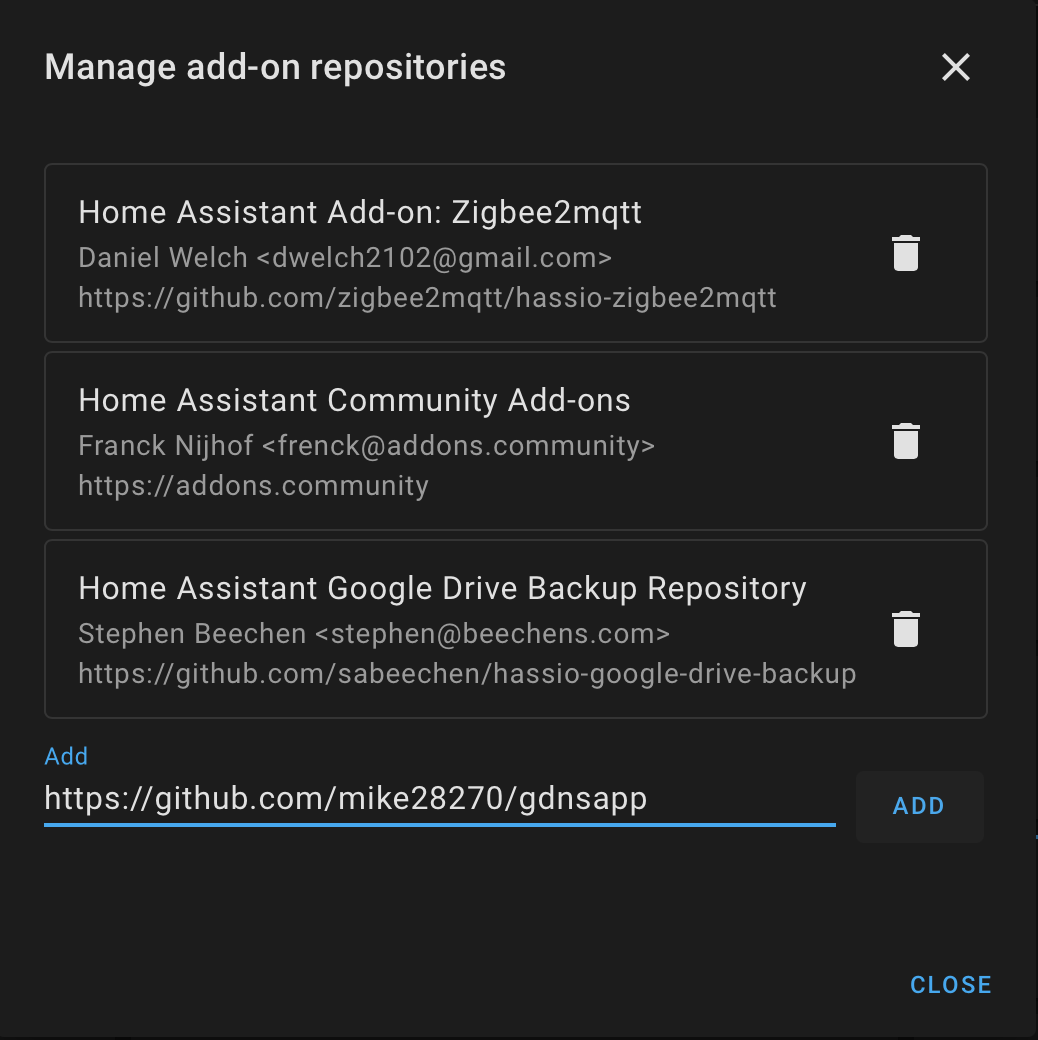 Manage add-on repositories
Home Assistant Add-on: Zigbee2mqtt
Daniel Welch <dwelch2102@gmail.com>
https://github.com/zigbee2mqtt/hassio-zigbee2mqtt
Home Assistant Community Add-ons
Franck Nijhof <frenck@addons.community>
https://addons.community
Home Assistant Google Drive Backup Repository
Stephen Beechen <stephen@beechens.com>
https://github.com/sabeechen/hassio-google-drive-backup
Add
https://github.com/mike28270/gdnsapp
ADD
CLOSE